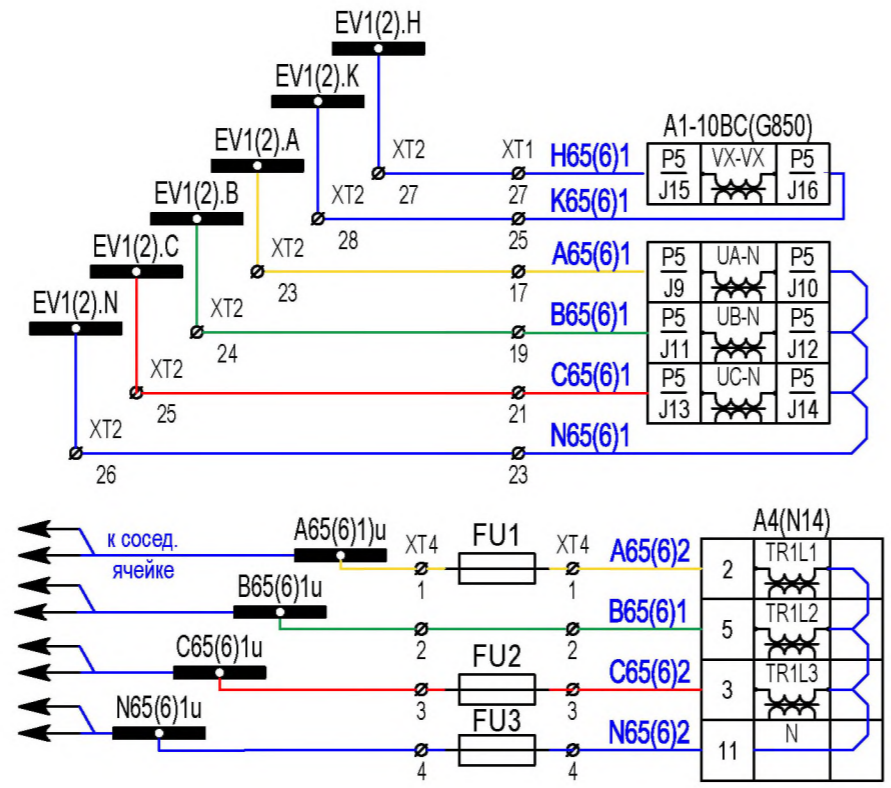 EV1(2).H
EV1(2).K
A1-10BC(G850)
EV1(2).A
XT2
XT1
H65(6)1
P5
VX-VX
P5
J15
J16
27
27
EV1(2).B
XT2
K65(6)1
28
25
EV1(2).C
XT2
A65(6)1
P5
UA-N
P5
J9
J10
23
17
EV1(2).N
XT2
B65(6)1
P5
UB-N
P5
J11
J12
24
19
XT2
C65(6)1
P5
UC-N
P5
J13
J14
25
21
XT2
N65(6)1
26
23
A4(N14)
к сосед.
ячейке
A65(6)1)u
XT4
FU1
XT4
A65(6)2
2
TR1L1
1
1
B65(6)1u
B65(6)1
5
TR1L2
2
2
C65(6)1u
FU2
C65(6)2
3
TR1L3
3
3
N65(6)1u
FU3
N65(6)2
11
N
4
4